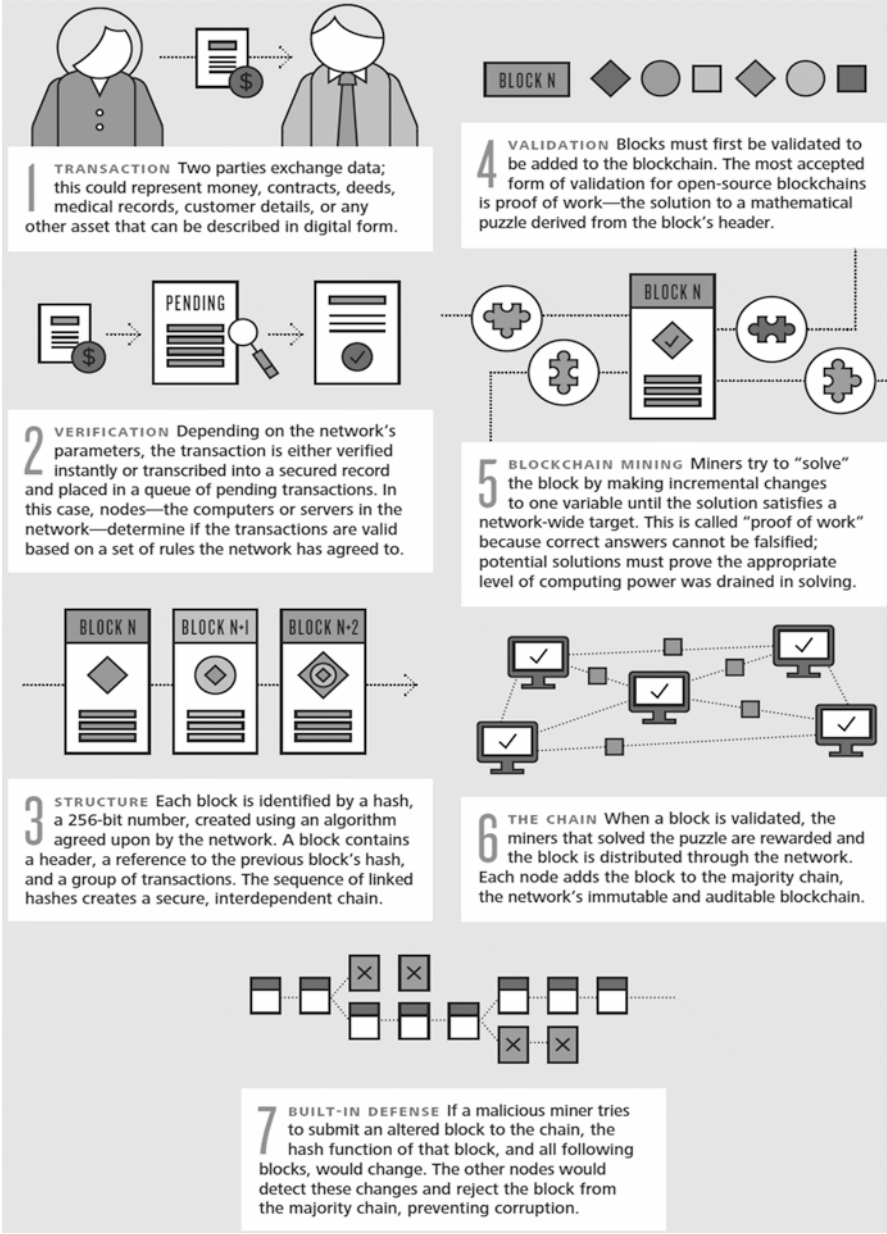 1 TRANSACTION Two parties exchange data;
this could represent money, contracts, deeds,
medical records, customer details, or any
other asset that can be described in digital form.
$
PENDING
$
2 VERIFICATION Depending on the network’s
parameters, the transaction is either verified
instantly or transcribed into a secured record
and placed in a queue of pending transactions. In
this case, nodes—the computers or servers in the
network—determine if the transactions are valid
based on a set of rules the network has agreed to.
BLOCK N
BLOCK N+1
BLOCK N+2
3 STRUCTURE Each block is identified by a hash,
a 256-bit number, created using an algorithm
agreed upon by the network. A block contains
a header, a reference to the previous block’s hash,
and a group of transactions. The sequence of linked
hashes creates a secure, interdependent chain.
BLOCK N
4 VALIDATION Blocks must first be validated to
be added to the blockchain. The most accepted
form of validation for open-source blockchains
is proof of work—the solution to a mathematical
puzzle derived from the block’s header.
BLOCK N
5 BLOCKCHAIN MINING Miners try to “solve”
the block by making incremental changes
to one variable until the solution satisfies a
network-wide target. This is called “proof of work”
because correct answers cannot be falsified;
potential solutions must prove the appropriate
level of computing power was drained in solving.
6 THE CHAIN When a block is validated, the
miners that solved the puzzle are rewarded and
the block is distributed through the network.
Each node adds the block to the majority chain,
the network’s immutable and auditable blockchain.
7 BUILT-IN DEFENSE If a malicious miner tries
to submit an altered block to the chain, the
hash function of that block, and all following
blocks, would change. The other nodes would
detect these changes and reject the block from
the majority chain, preventing corruption.